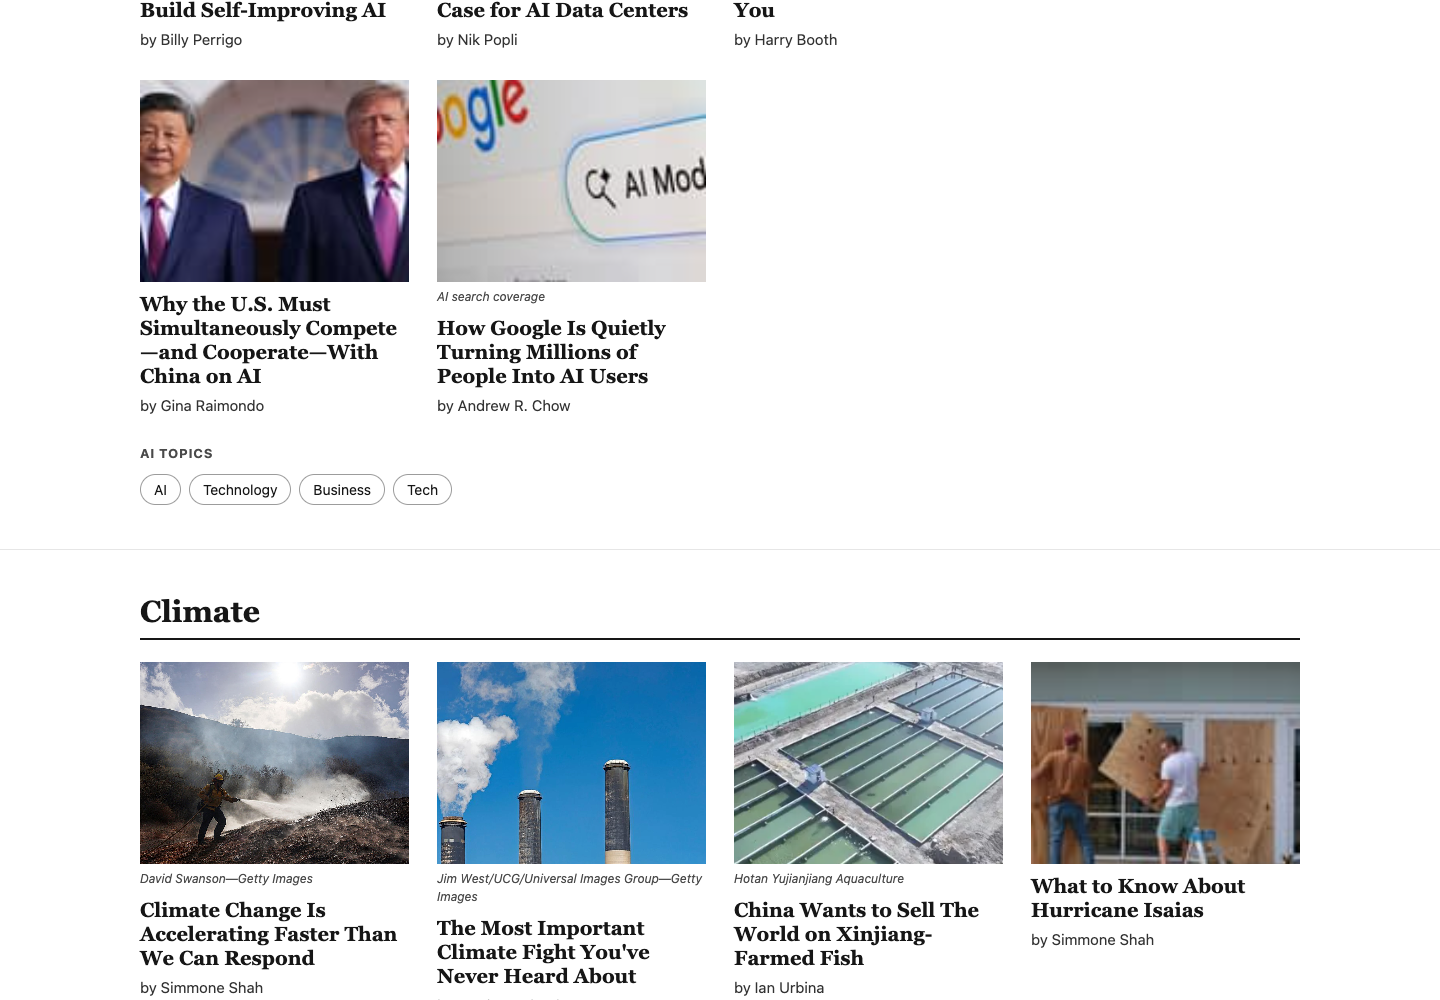 Build Self-Improving AI
by Billy Perrigo
Case for AI Data Centers
by Nik Popli
You
by Harry Booth
ogle
AI Mod
Why the U.S. Must
Simultaneously Compete
—and Cooperate—With
China on AI
by Gina Raimondo
AI search coverage
How Google Is Quietly
Turning Millions of
People Into AI Users
by Andrew R. Chow
AI TOPICS
AI
Technology
Business
Tech
Climate
David Swanson—Getty Images
Climate Change Is
Accelerating Faster Than
We Can Respond
by Simmone Shah
Jim West/UCG/Universal Images Group—Getty
Images
The Most Important
Climate Fight You've
Never Heard About
Hotan Yujianjiang Aquaculture
China Wants to Sell The
World on Xinjiang-
Farmed Fish
by Ian Urbina
What to Know About
Hurricane Isaias
by Simmone Shah